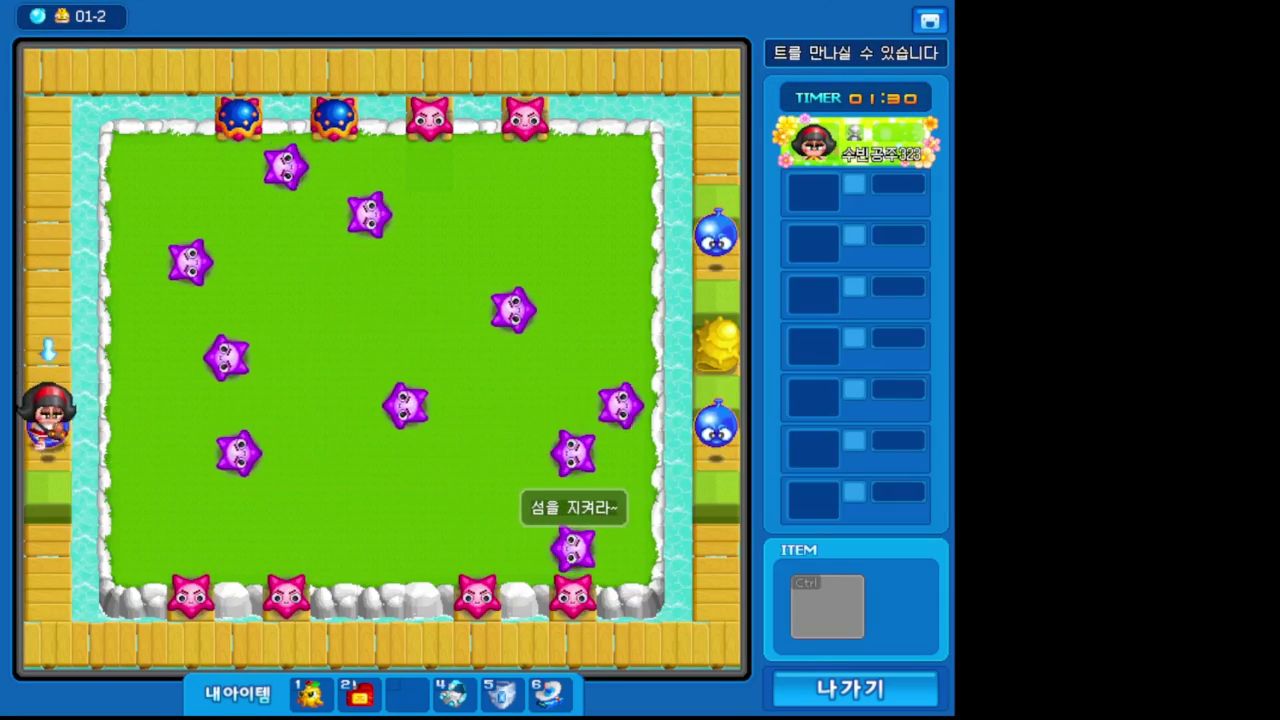 01-2
트를 만나실 수 있습니다
TIMER 01:30
수빈공주323
섬을 지켜라~
ITEM
Ctrl
내아이템
1
2
4
5
6
나가기